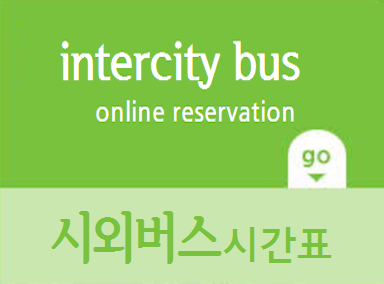 intercity bus
online reservation
go
시외버스시간표